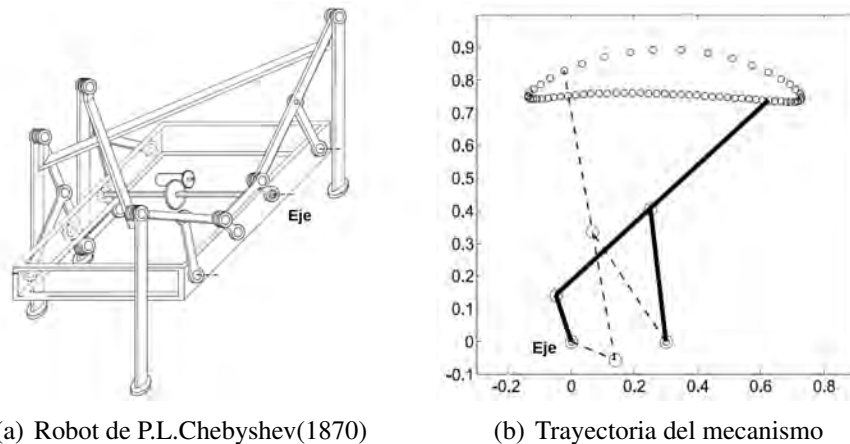 Eje
0.9
0.8
0.7
0.6
0.5
0.4
0.3
0.2
0.1
0
-0.1
Eje
-0.2 0 0.2 0.4 0.6 0.8
a) Robot de P.L.Chebyshev(1870)
(b) Trayectoria del mecanismo